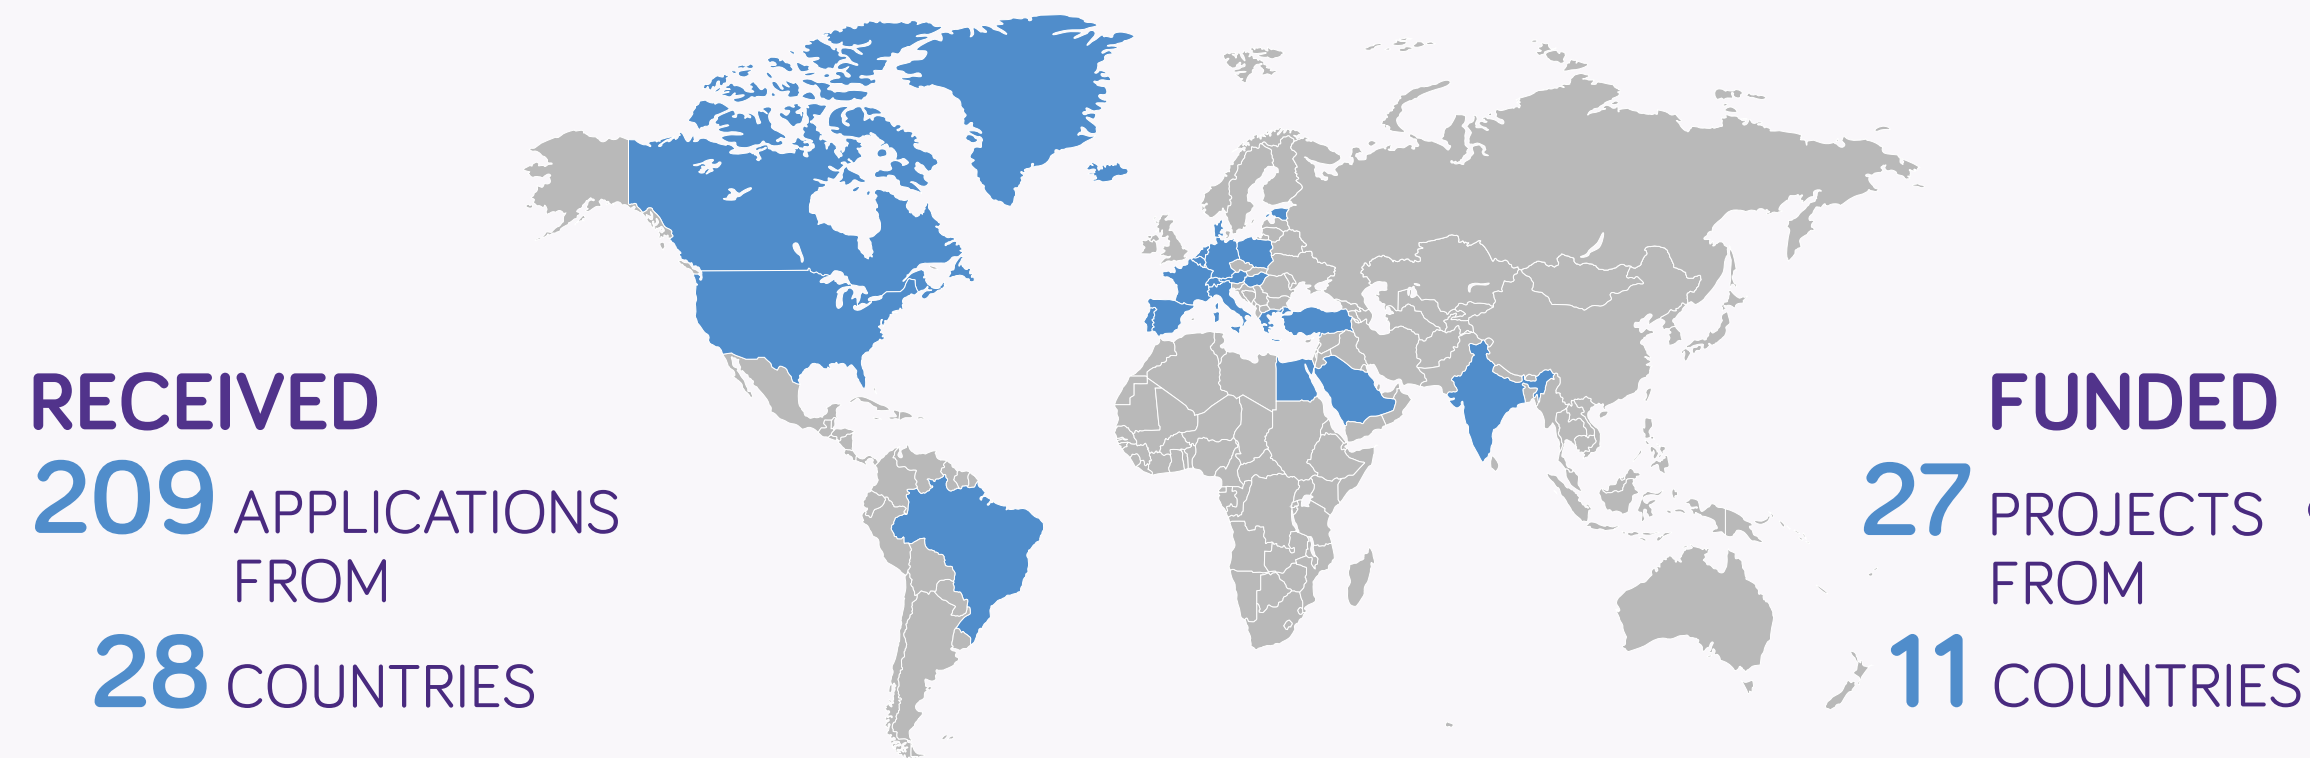 RECEIVED
209 APPLICATIONS
FROM
28 COUNTRIES
FUNDED
27 PROJECTS
FROM
11 COUNTRIES